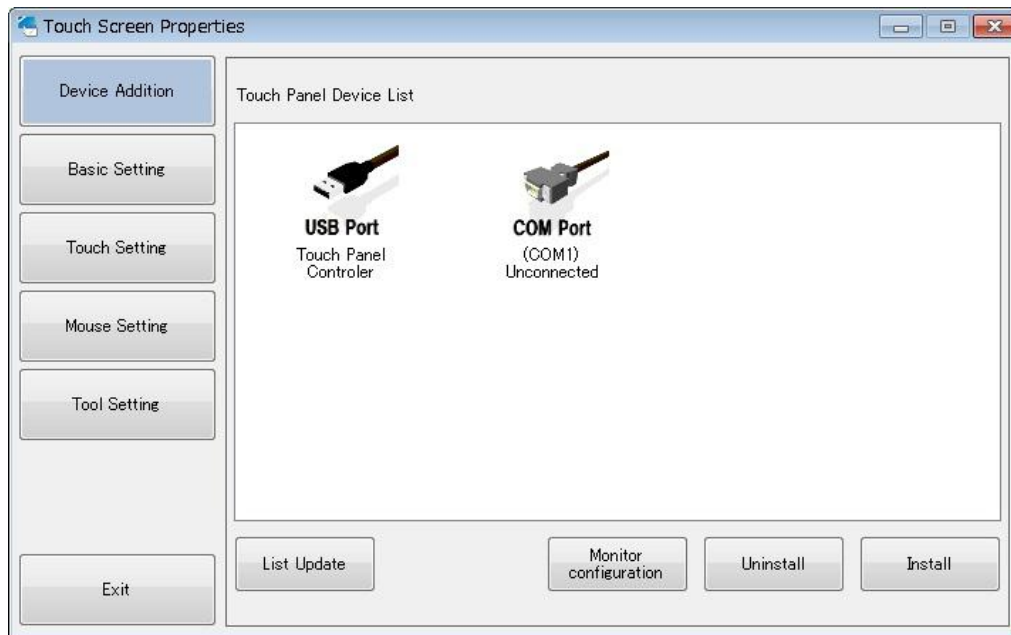 Touch Screen Properties
Device Addition
Basic Setting
Touch Setting
Mouse Setting
Tool Setting
Exit
Touch Panel Device List
USB Port
Touch Panel
Controler
COM Port
(COM1)
Unconnected
List Update
Monitor
configuration
Uninstall
Install